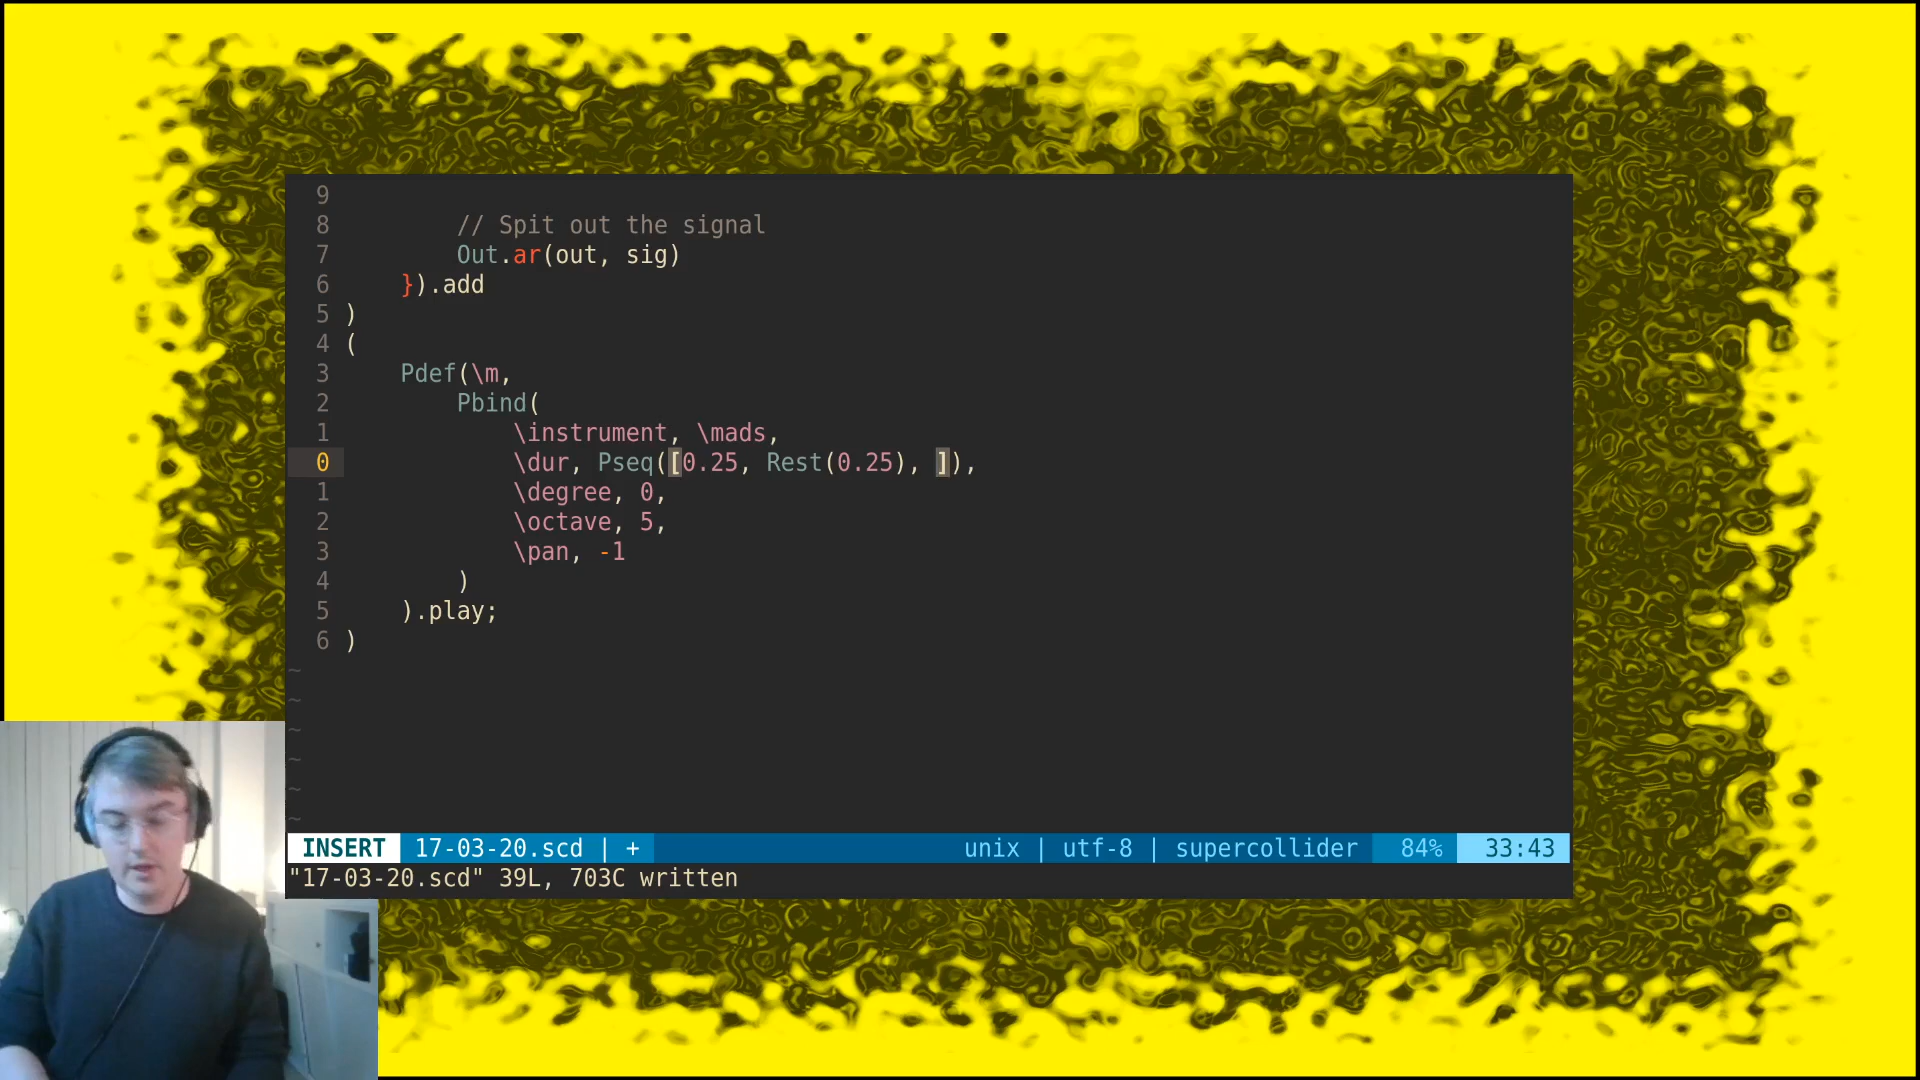 9
8 // Spit out the signal
7 Out.ar(out, sig)
6 }).add
5 )
4 (
3 Pdef(\m,
2 Pbind(
1 \instrument, \mads,
0 \dur, Pseq([0.25, Rest(0.25), ]),
1 \degree, 0,
2 \octave, 5,
3 \pan, -1
4 )
5 ).play;
6 )
~
~
~
~
~
~
INSERT 17-03-20.scd | + unix | utf-8 | supercollider 84% 33:43
"17-03-20.scd" 39L, 703C written